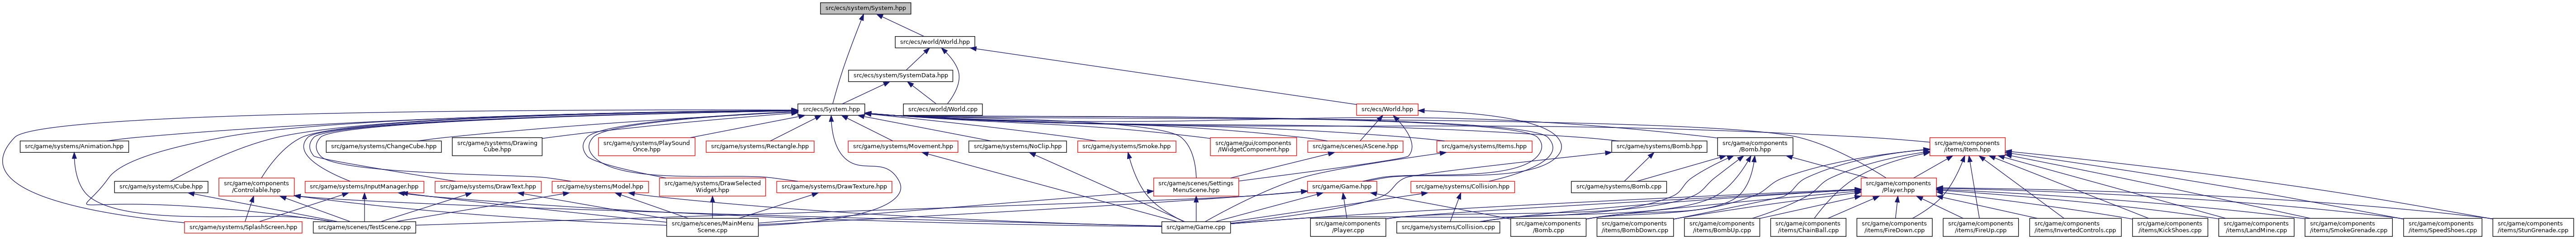 src/ecs/system/System.hpp
src/ecs/world/World.hpp
src/ecs/system/SystemData.hpp
src/ecs/System.hpp
src/ecs/world/World.cpp
src/ecs/World.hpp
src/game/systems/Animation.hpp
src/game/systems/ChangeCube.hpp
src/game/systems/Drawing
Cube.hpp
src/game/systems/PlaySound
Once.hpp
src/game/systems/Rectangle.hpp
src/game/systems/Movement.hpp
src/game/systems/NoClip.hpp
src/game/systems/Smoke.hpp
src/game/gui/components
/IWidgetComponent.hpp
src/game/scenes/AScene.hpp
src/game/systems/Items.hpp
src/game/systems/Bomb.hpp
src/game/components
/Bomb.hpp
src/game/components
/items/Item.hpp
src/game/systems/Cube.hpp
src/game/components
/Controlable.hpp
src/game/systems/InputManager.hpp
src/game/systems/DrawText.hpp
src/game/systems/Model.hpp
src/game/systems/DrawSelected
Widget.hpp
src/game/systems/DrawTexture.hpp
src/game/scenes/Settings
MenuScene.hpp
src/game/Game.hpp
src/game/systems/Collision.hpp
src/game/systems/Bomb.cpp
src/game/components
/Player.hpp
src/game/systems/SplashScreen.hpp
src/game/scenes/TestScene.cpp
src/game/scenes/MainMenu
Scene.cpp
src/game/Game.cpp
src/game/components
/Player.cpp
src/game/systems/Collision.cpp
src/game/components
/Bomb.cpp
src/game/components
/items/BombDown.cpp
src/game/components
/items/BombUp.cpp
src/game/components
/items/ChainBall.cpp
src/game/components
/items/FireDown.cpp
src/game/components
/items/FireUp.cpp
src/game/components
/items/InvertedControls.cpp
src/game/components
/items/KickShoes.cpp
src/game/components
/items/LandMine.cpp
src/game/components
/items/SmokeGrenade.cpp
src/game/components
/items/SpeedShoes.cpp
src/game/components
/items/StunGrenade.cpp